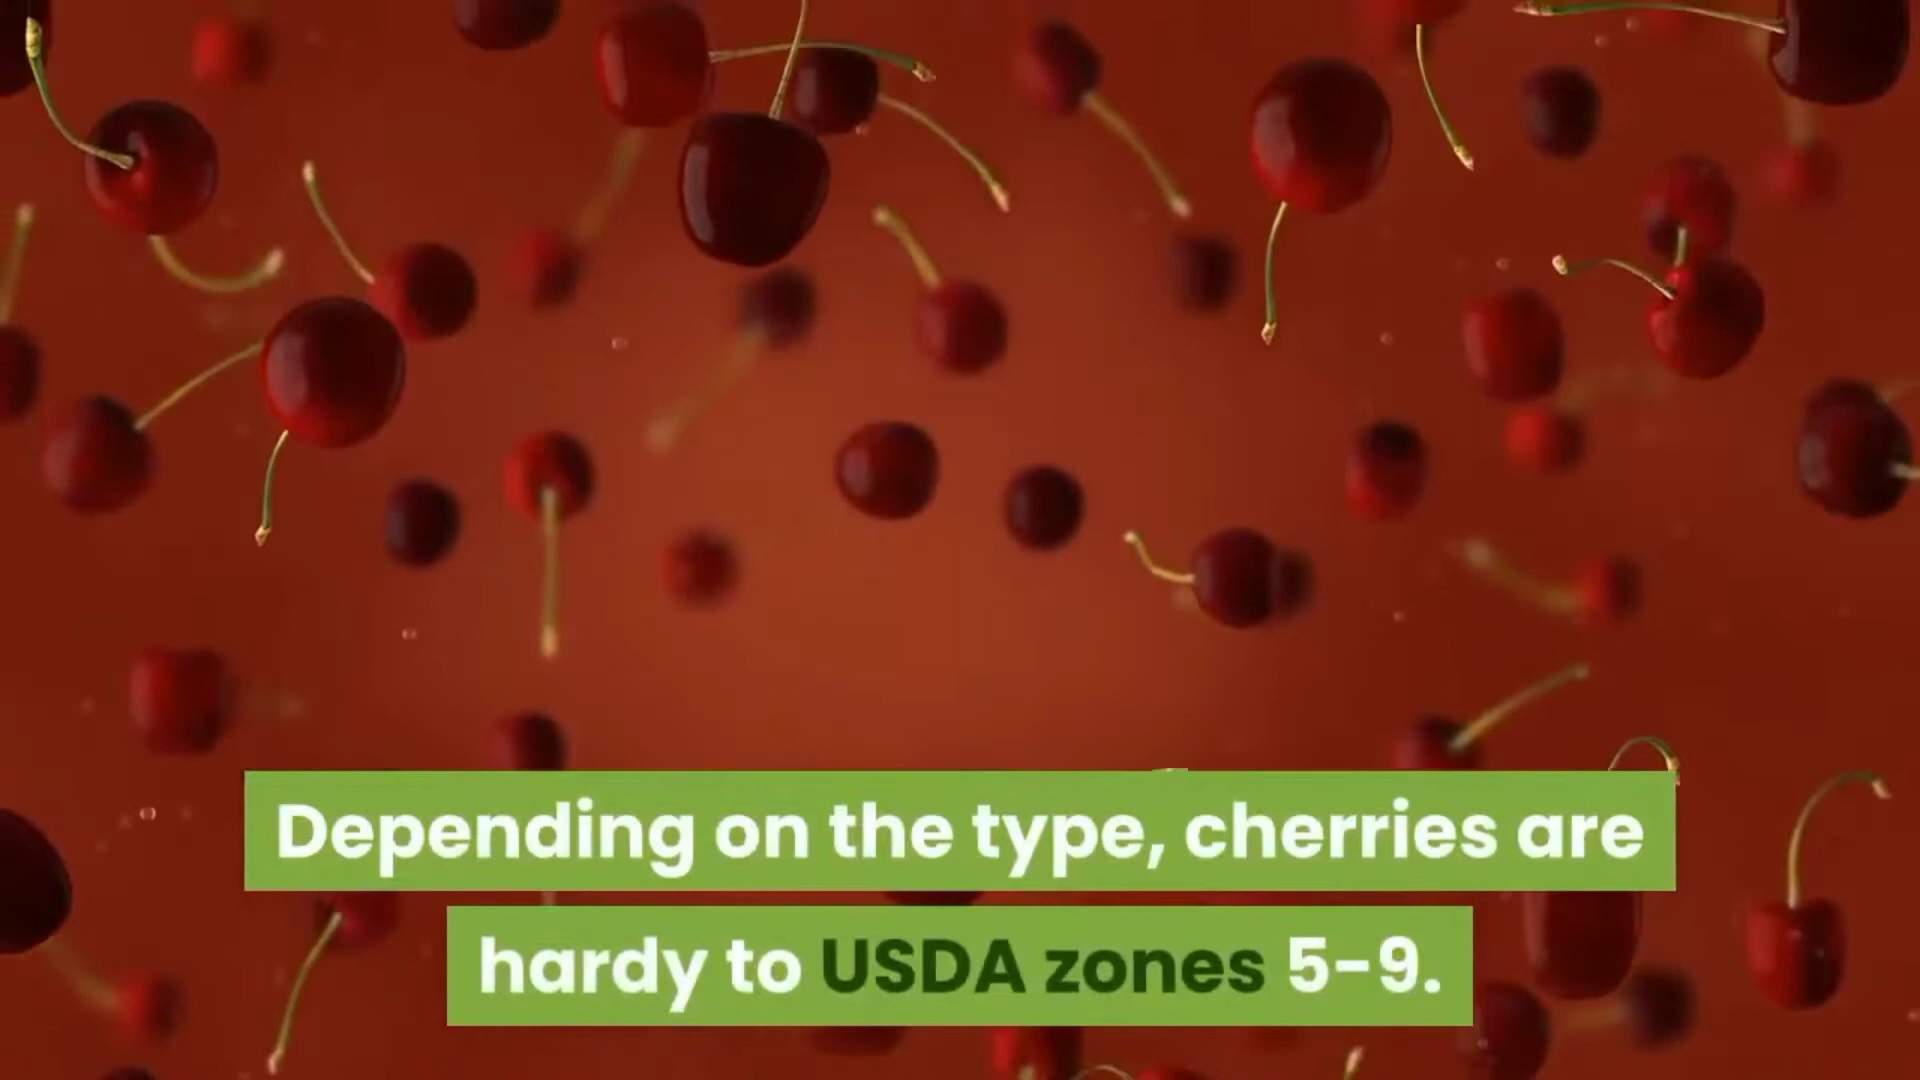 Depending on the type, cherries are
hardy to USDA zones 5-9.